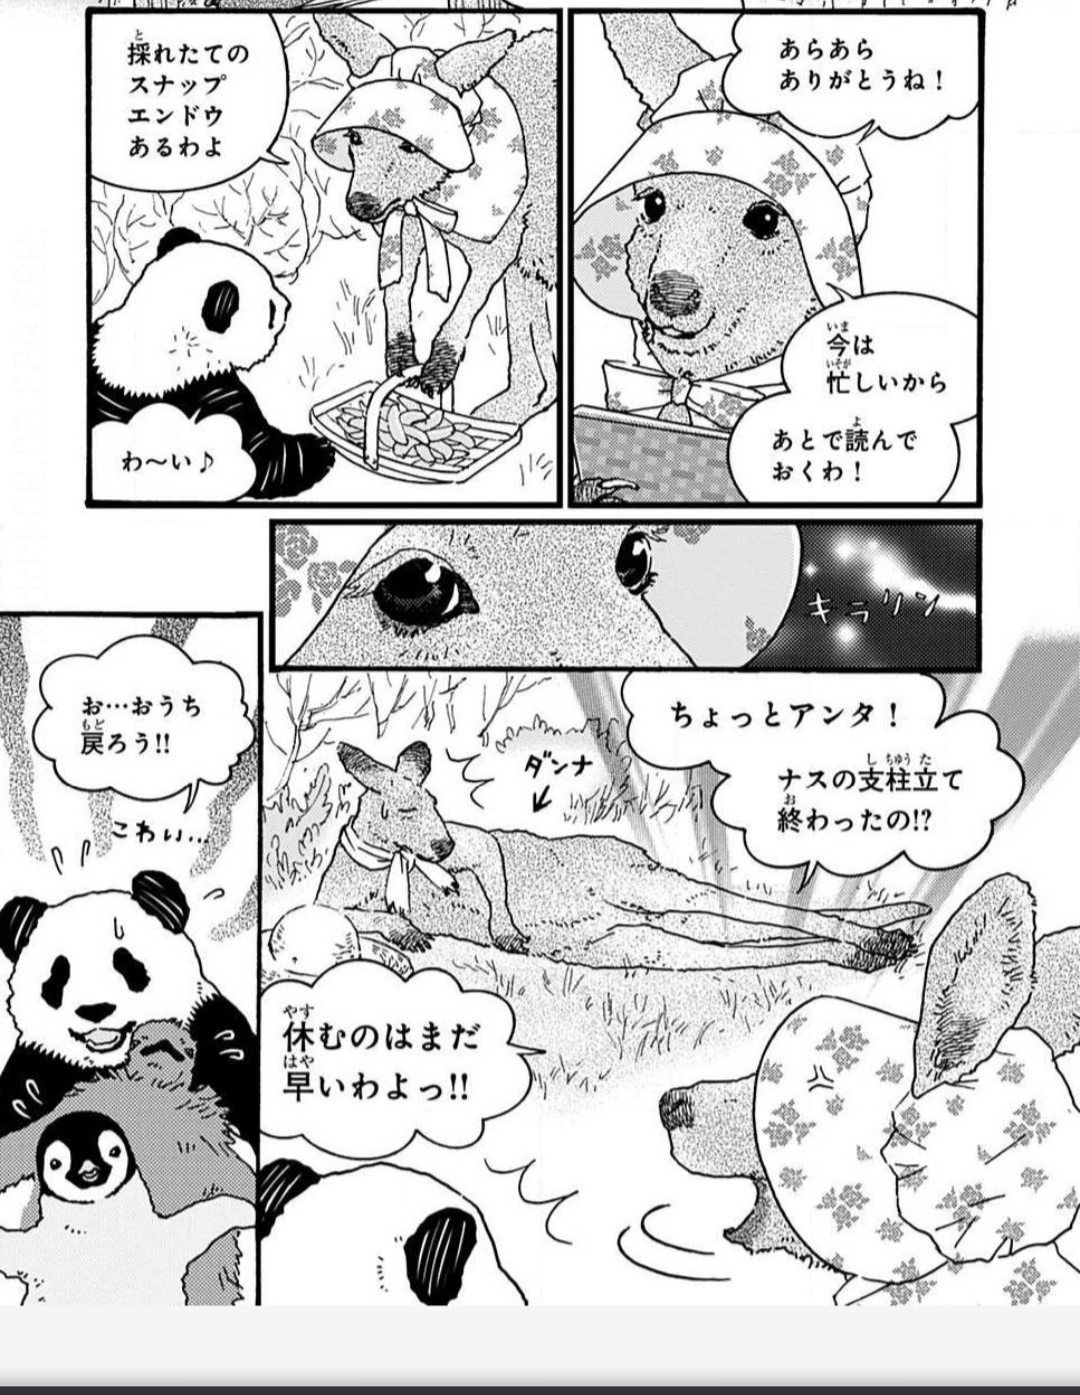 あらあら
ありがとうね！
今は
忙しいから
あとで読んで
おくわ！
採れたての
スナップ
エンドウ
あるわよ
わ〜い♪
キラリン
ちょっとアンタ！
ナスの支柱立て
終わったの!?
ダンナ
休むのはまだ
早いわよっ!!
お…おうち
戻ろう!!
こわい…